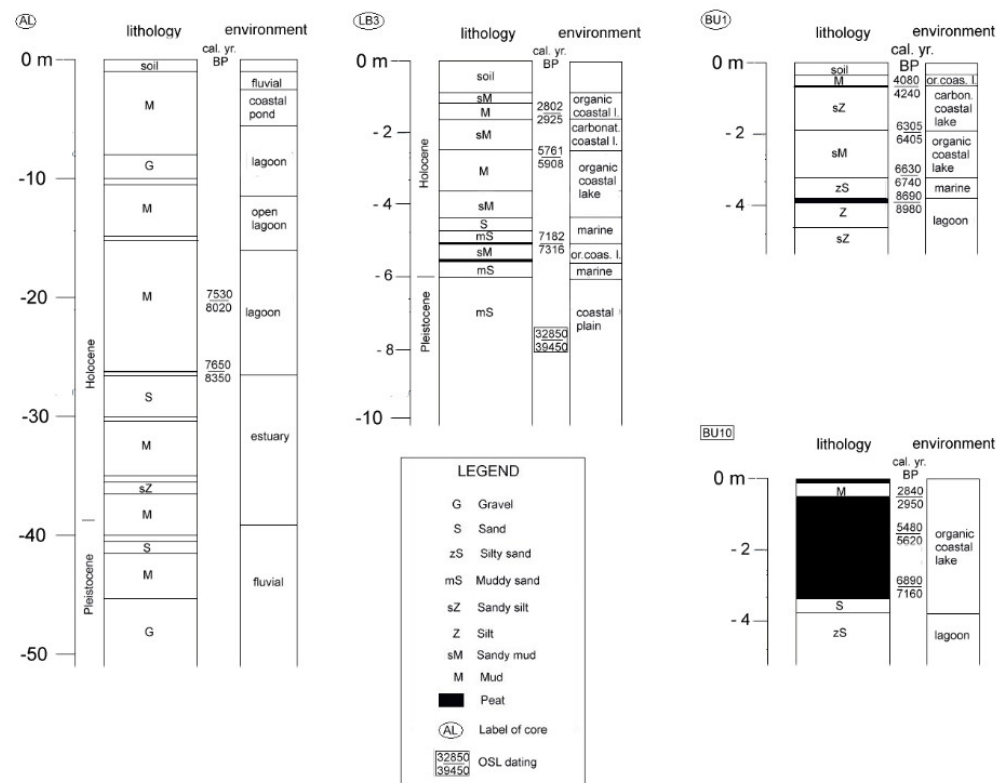 AL
lithology
environment
cal. yr.
BP
0 m
-10
-20
-30
-40
-50
Holocene
Pleistocene
soil
M
G
M
M
S
M
sZ
M
S
M
G
7530
8020
7650
8350
fluvial
coastal
pond
lagoon
open
lagoon
lagoon
estuary
fluvial
LB3
lithology
environment
cal. yr.
BP
0 m
- 2
- 4
- 6
- 8
-10
Holocene
Pleistocene
soil
sM
M
sM
M
sM
S
mS
sM
mS
mS
2802
2925
5761
5908
7182
7316
32850
39450
organic
coastal l.
carbonat.
coastal l.
organic
coastal
lake
marine
or.coas. l.
marine
coastal
plain
BU1
lithology
environment
cal. yr.
BP
0 m
- 2
- 4
soil
M
sZ
sM
zS
Z
sZ
4080
4240
6305
6405
6630
6740
8690
8980
or.coas. l.
carbon.
coastal
lake
organic
coastal
lake
marine
lagoon
BU10
lithology
environment
cal. yr.
BP
0 m
- 2
- 4
M
S
zS
2840
2950
5480
5620
6890
7160
organic
coastal
lake
lagoon
LEGEND
G Gravel
S Sand
zS Silty sand
mS Muddy sand
sZ Sandy silt
Z Silt
sM Sandy mud
M Mud
Peat
AL Label of core
32850
39450
OSL dating